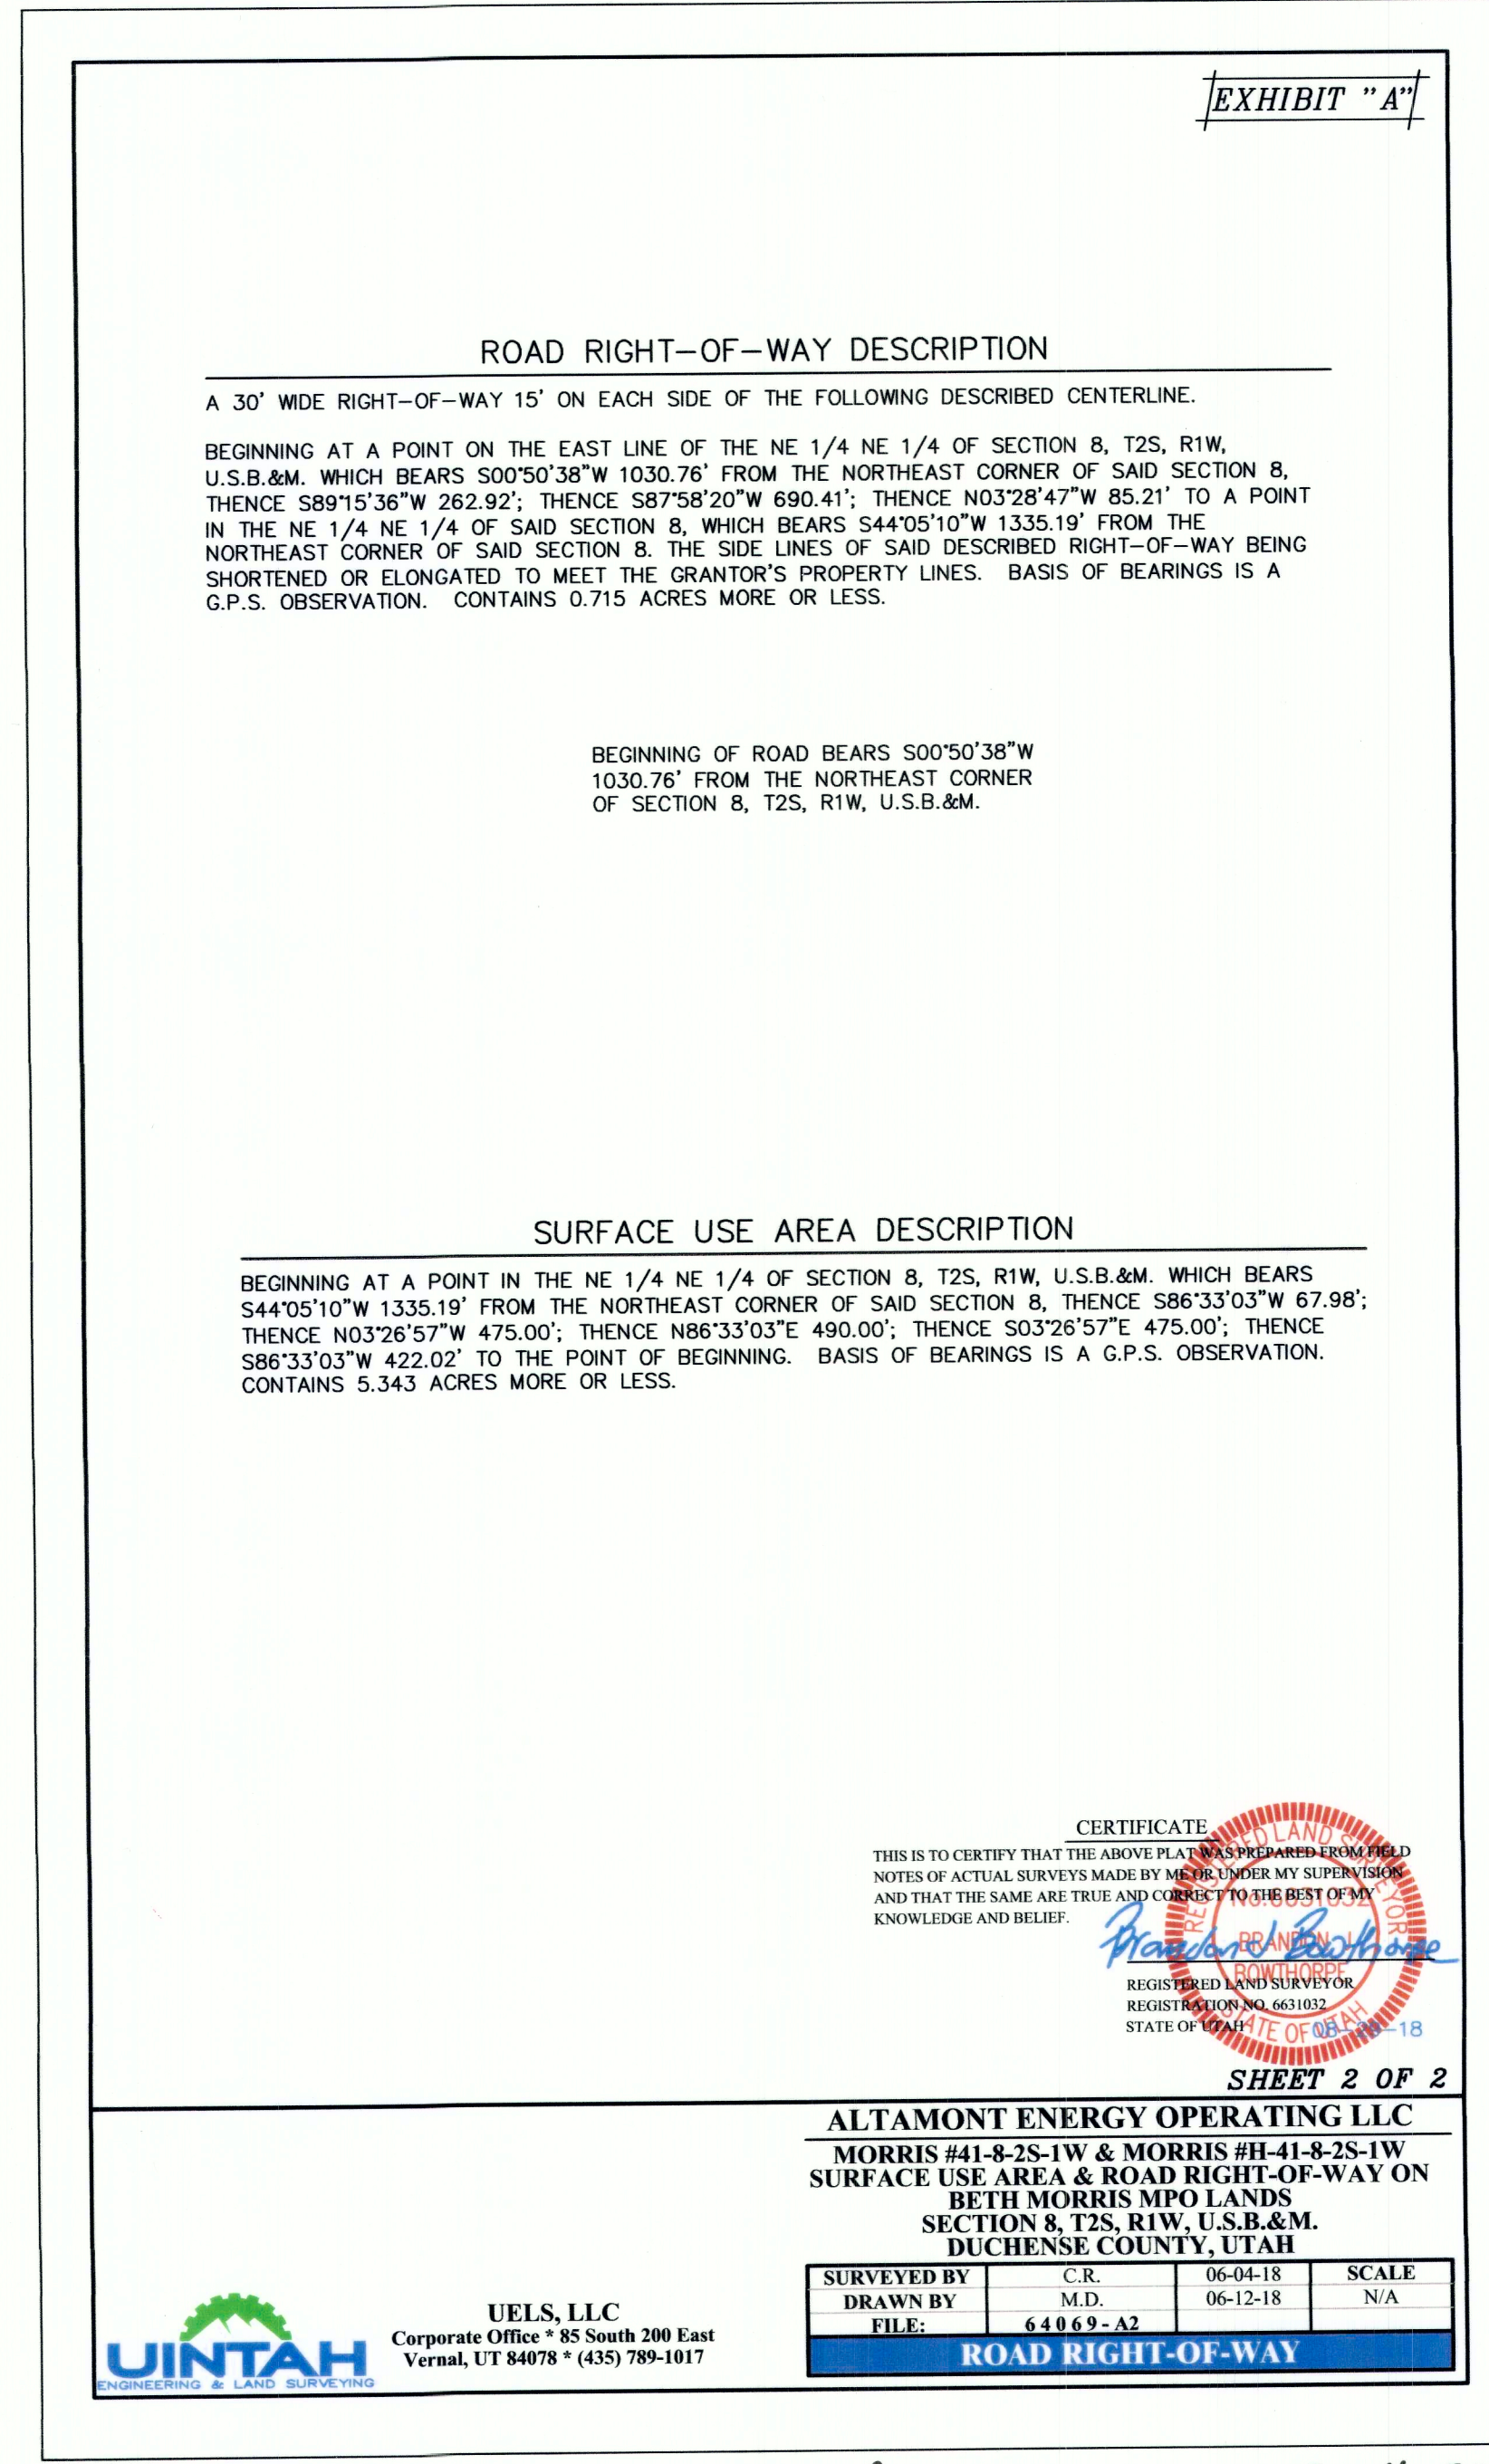 EXHIBIT "A"
ROAD RIGHT-OF-WAY DESCRIPTION
A 30' WIDE RIGHT-OF-WAY 15' ON EACH SIDE OF THE FOLLOWING DESCRIBED CENTERLINE.
BEGINNING AT A POINT ON THE EAST LINE OF THE NE 1/4 NE 1/4 OF SECTION 8, T2S, R1W,
U.S.B.&M. WHICH BEARS S00°50'38"W 1030.76' FROM THE NORTHEAST CORNER OF SAID SECTION 8,
THENCE S89°15'36"W 262.92'; THENCE S87°58'20"W 690.41'; THENCE N03°28'47"W 85.21' TO A POINT
IN THE NE 1/4 NE 1/4 OF SAID SECTION 8, WHICH BEARS S44°05'10"W 1335.19' FROM THE
NORTHEAST CORNER OF SAID SECTION 8. THE SIDE LINES OF SAID DESCRIBED RIGHT-OF-WAY BEING
SHORTENED OR ELONGATED TO MEET THE GRANTOR'S PROPERTY LINES. BASIS OF BEARINGS IS A
G.P.S. OBSERVATION. CONTAINS 0.715 ACRES MORE OR LESS.
BEGINNING OF ROAD BEARS S00°50'38"W
1030.76' FROM THE NORTHEAST CORNER
OF SECTION 8, T2S, R1W, U.S.B.&M.
SURFACE USE AREA DESCRIPTION
BEGINNING AT A POINT IN THE NE 1/4 NE 1/4 OF SECTION 8, T2S, R1W, U.S.B.&M. WHICH BEARS
S44°05'10"W 1335.19' FROM THE NORTHEAST CORNER OF SAID SECTION 8, THENCE S86°33'03"W 67.98';
THENCE N03°26'57"W 475.00'; THENCE N86°33'03"E 490.00'; THENCE S03°26'57"E 475.00'; THENCE
S86°33'03"W 422.02' TO THE POINT OF BEGINNING. BASIS OF BEARINGS IS A G.P.S. OBSERVATION.
CONTAINS 5.343 ACRES MORE OR LESS.
CERTIFICATE
THIS IS TO CERTIFY THAT THE ABOVE PLAT WAS PREPARED FROM FIELD
NOTES OF ACTUAL SURVEYS MADE BY ME OR UNDER MY SUPERVISION
AND THAT THE SAME ARE TRUE AND CORRECT TO THE BEST OF MY
KNOWLEDGE AND BELIEF.
REGISTERED LAND SURVEYOR
No.6631032
BRANDON J.
BOWTHORPE
STATE OF UTAH
Brandon J Bowthorpe
REGISTERED LAND SURVEYOR
REGISTRATION NO. 6631032
STATE OF UTAH
SHEET 2 OF 2
ALTAMONT ENERGY OPERATING LLC
MORRIS #41-8-2S-1W & MORRIS #H-41-8-2S-1W
SURFACE USE AREA & ROAD RIGHT-OF-WAY ON
BETH MORRIS MPO LANDS
SECTION 8, T2S, R1W, U.S.B.&M.
DUCHENSE COUNTY, UTAH
SURVEYED BY C.R. 06-04-18 SCALE
DRAWN BY M.D. 06-12-18 N/A
FILE: 64069-A2
ROAD RIGHT-OF-WAY
UINTAH
ENGINEERING & LAND SURVEYING
UELS, LLC
Corporate Office * 85 South 200 East
Vernal, UT 84078 * (435) 789-1017